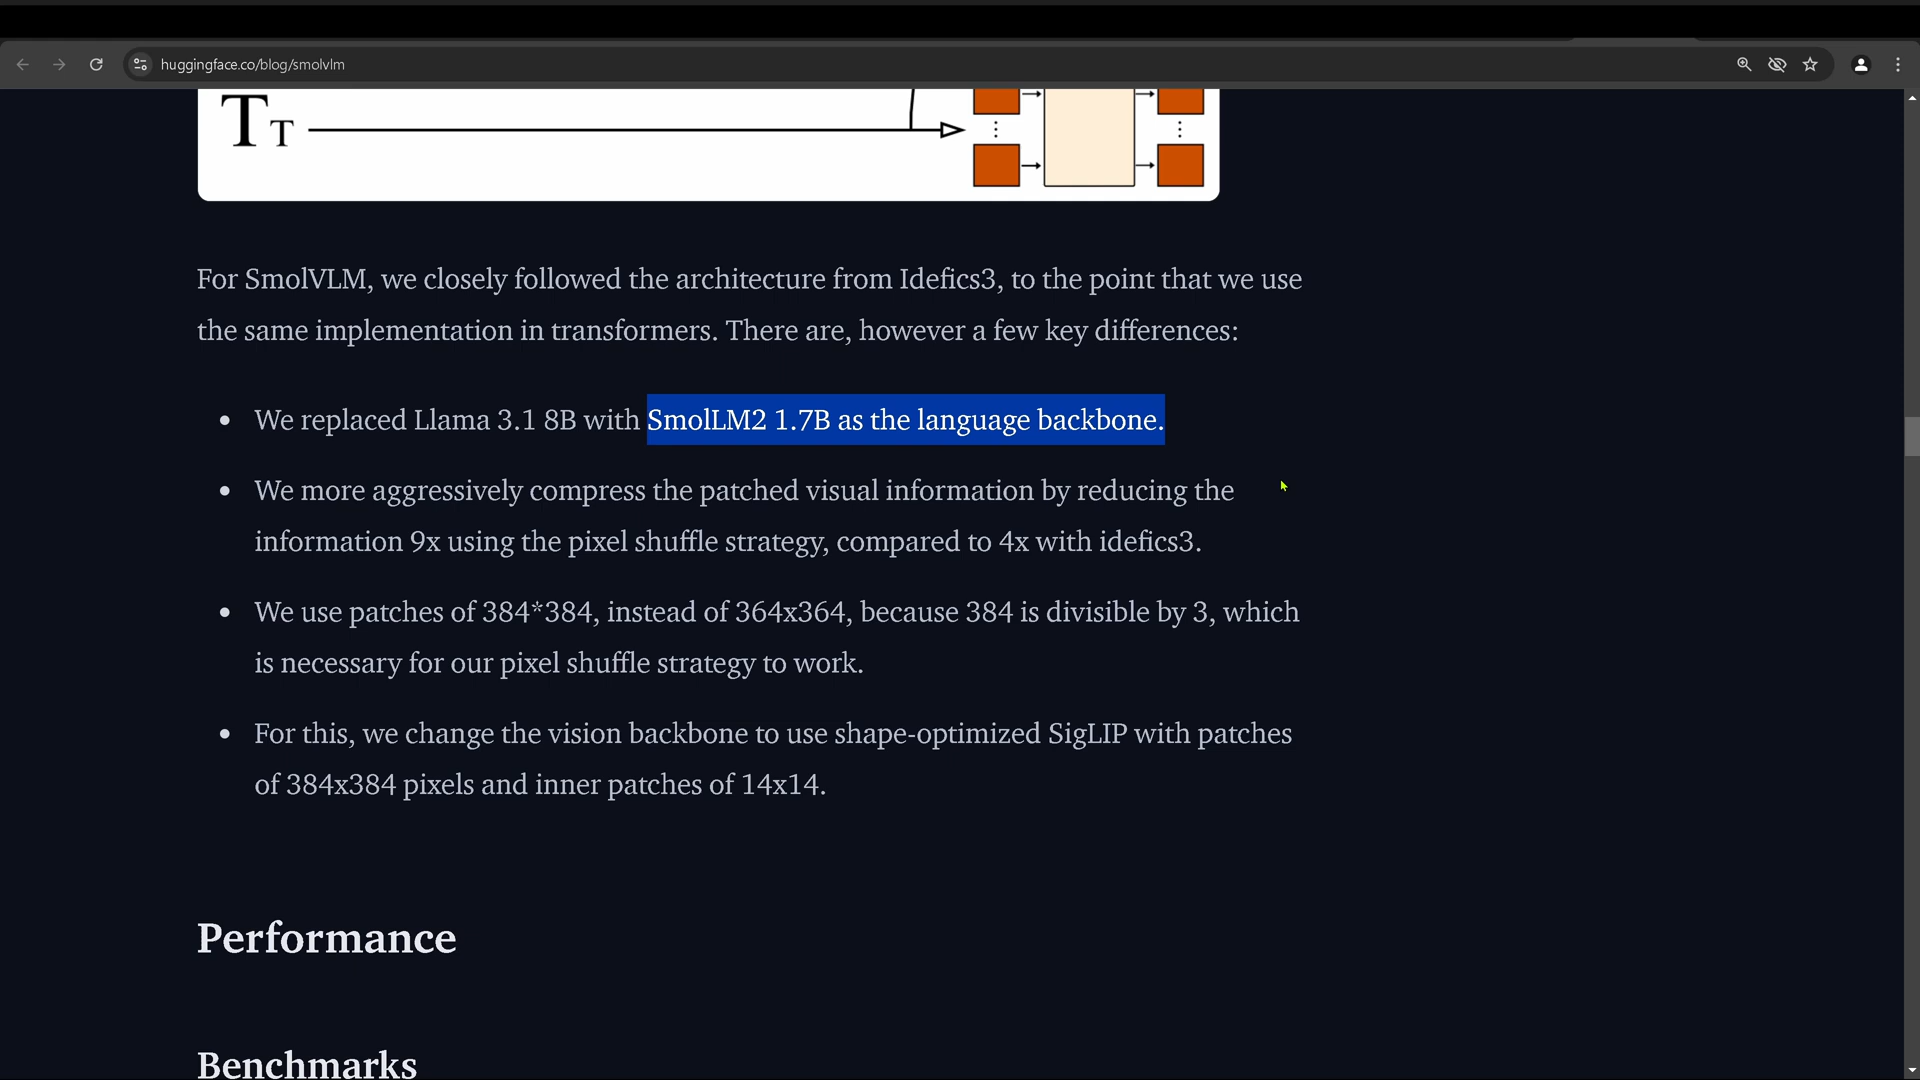 huggingface.co/blog/smolvlm
TT
For SmolVLM, we closely followed the architecture from Idefics3, to the point that we use
the same implementation in transformers. There are, however a few key differences:
We replaced Llama 3.1 8B with SmolLM2 1.7B as the language backbone.
We more aggressively compress the patched visual information by reducing the
information 9x using the pixel shuffle strategy, compared to 4x with idefics3.
We use patches of 384*384, instead of 364x364, because 384 is divisible by 3, which
is necessary for our pixel shuffle strategy to work.
For this, we change the vision backbone to use shape-optimized SigLIP with patches
of 384x384 pixels and inner patches of 14x14.
Performance
Benchmarks